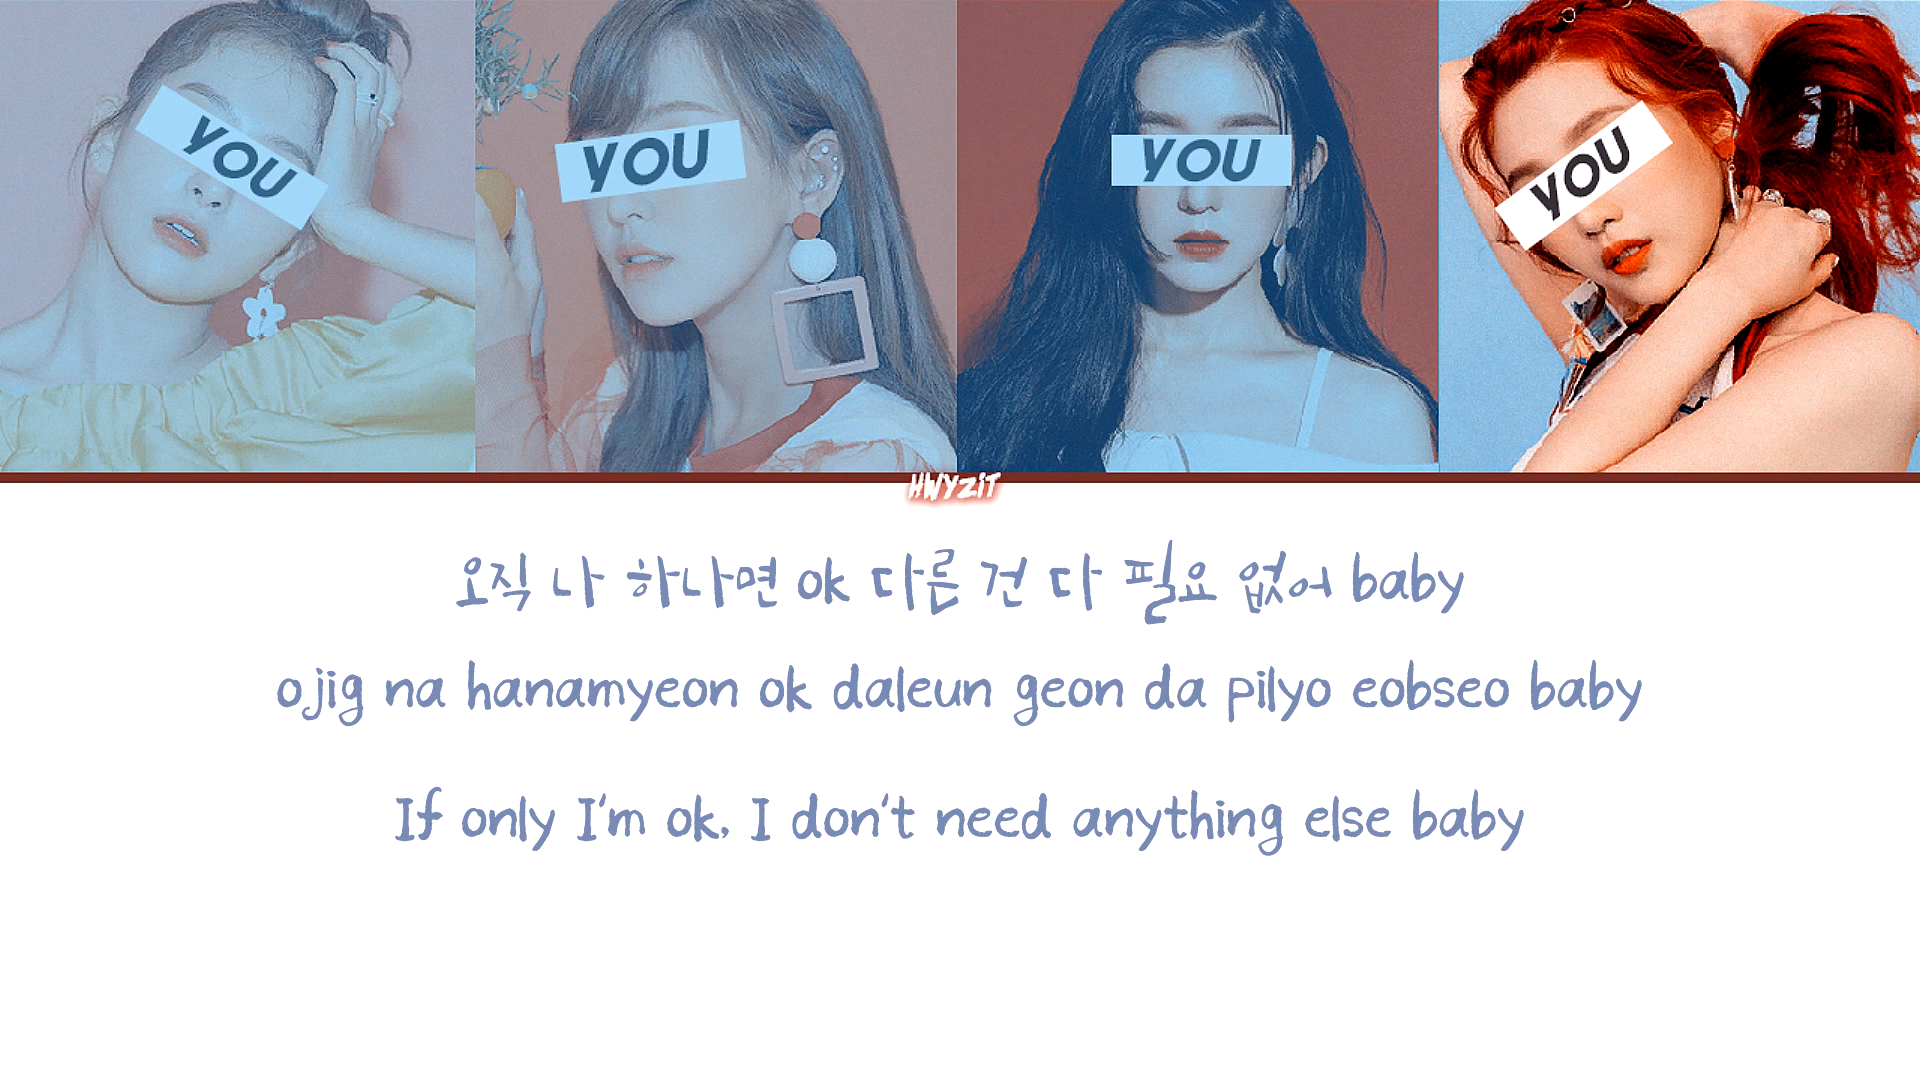 YOU
YOU
YOU
YOU
HWYZIT
오직 나 하나면 ok 다른 건 다 필요 없어 baby
ojig na hanamyeon ok daleun geon da pilyo eobseo baby
If only I'm ok, I don't need anything else baby